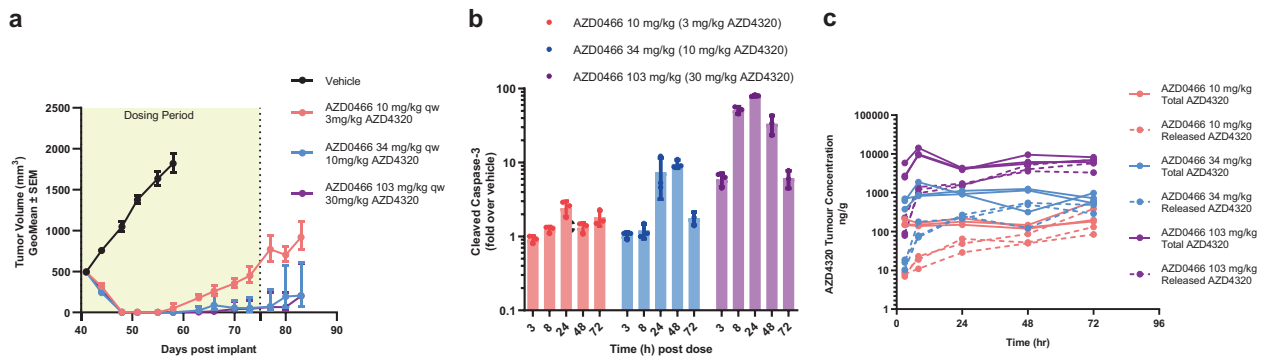 a
Vehicle
AZD0466 10 mg/kg qw
3mg/kg AZD4320
AZD0466 34 mg/kg qw
10mg/kg AZD4320
AZD0466 103 mg/kg qw
30mg/kg AZD4320
Dosing Period
Tumor Volume (mm³)
GeoMean ± SEM
2500
2000
1500
1000
500
0
40
50
60
70
80
90
Days post implant
b
AZD0466 10 mg/kg (3 mg/kg AZD4320)
AZD0466 34 mg/kg (10 mg/kg AZD4320)
AZD0466 103 mg/kg (30 mg/kg AZD4320)
Cleaved Caspase-3
(fold over vehicle)
100
10
1
0.1
3 8 24 48 72 3 8 24 48 72 3 8 24 48 72
Time (h) post dose
c
AZD4320 Tumour Concentration
ng/g
100000
10000
1000
100
10
1
0
24
48
72
96
Time (hr)
AZD0466 10 mg/kg
Total AZD4320
AZD0466 10 mg/kg
Released AZD4320
AZD0466 34 mg/kg
Total AZD4320
AZD0466 34 mg/kg
Released AZD4320
AZD0466 103 mg/kg
Total AZD4320
AZD0466 103 mg/kg
Released AZD4320